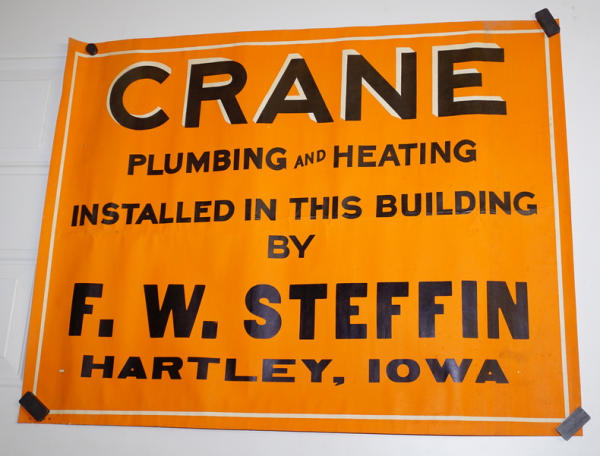 CRANE
PLUMBING AND HEATING
INSTALLED IN THIS BUILDING
BY
F. W. STEFFIN
HARTLEY, IOWA